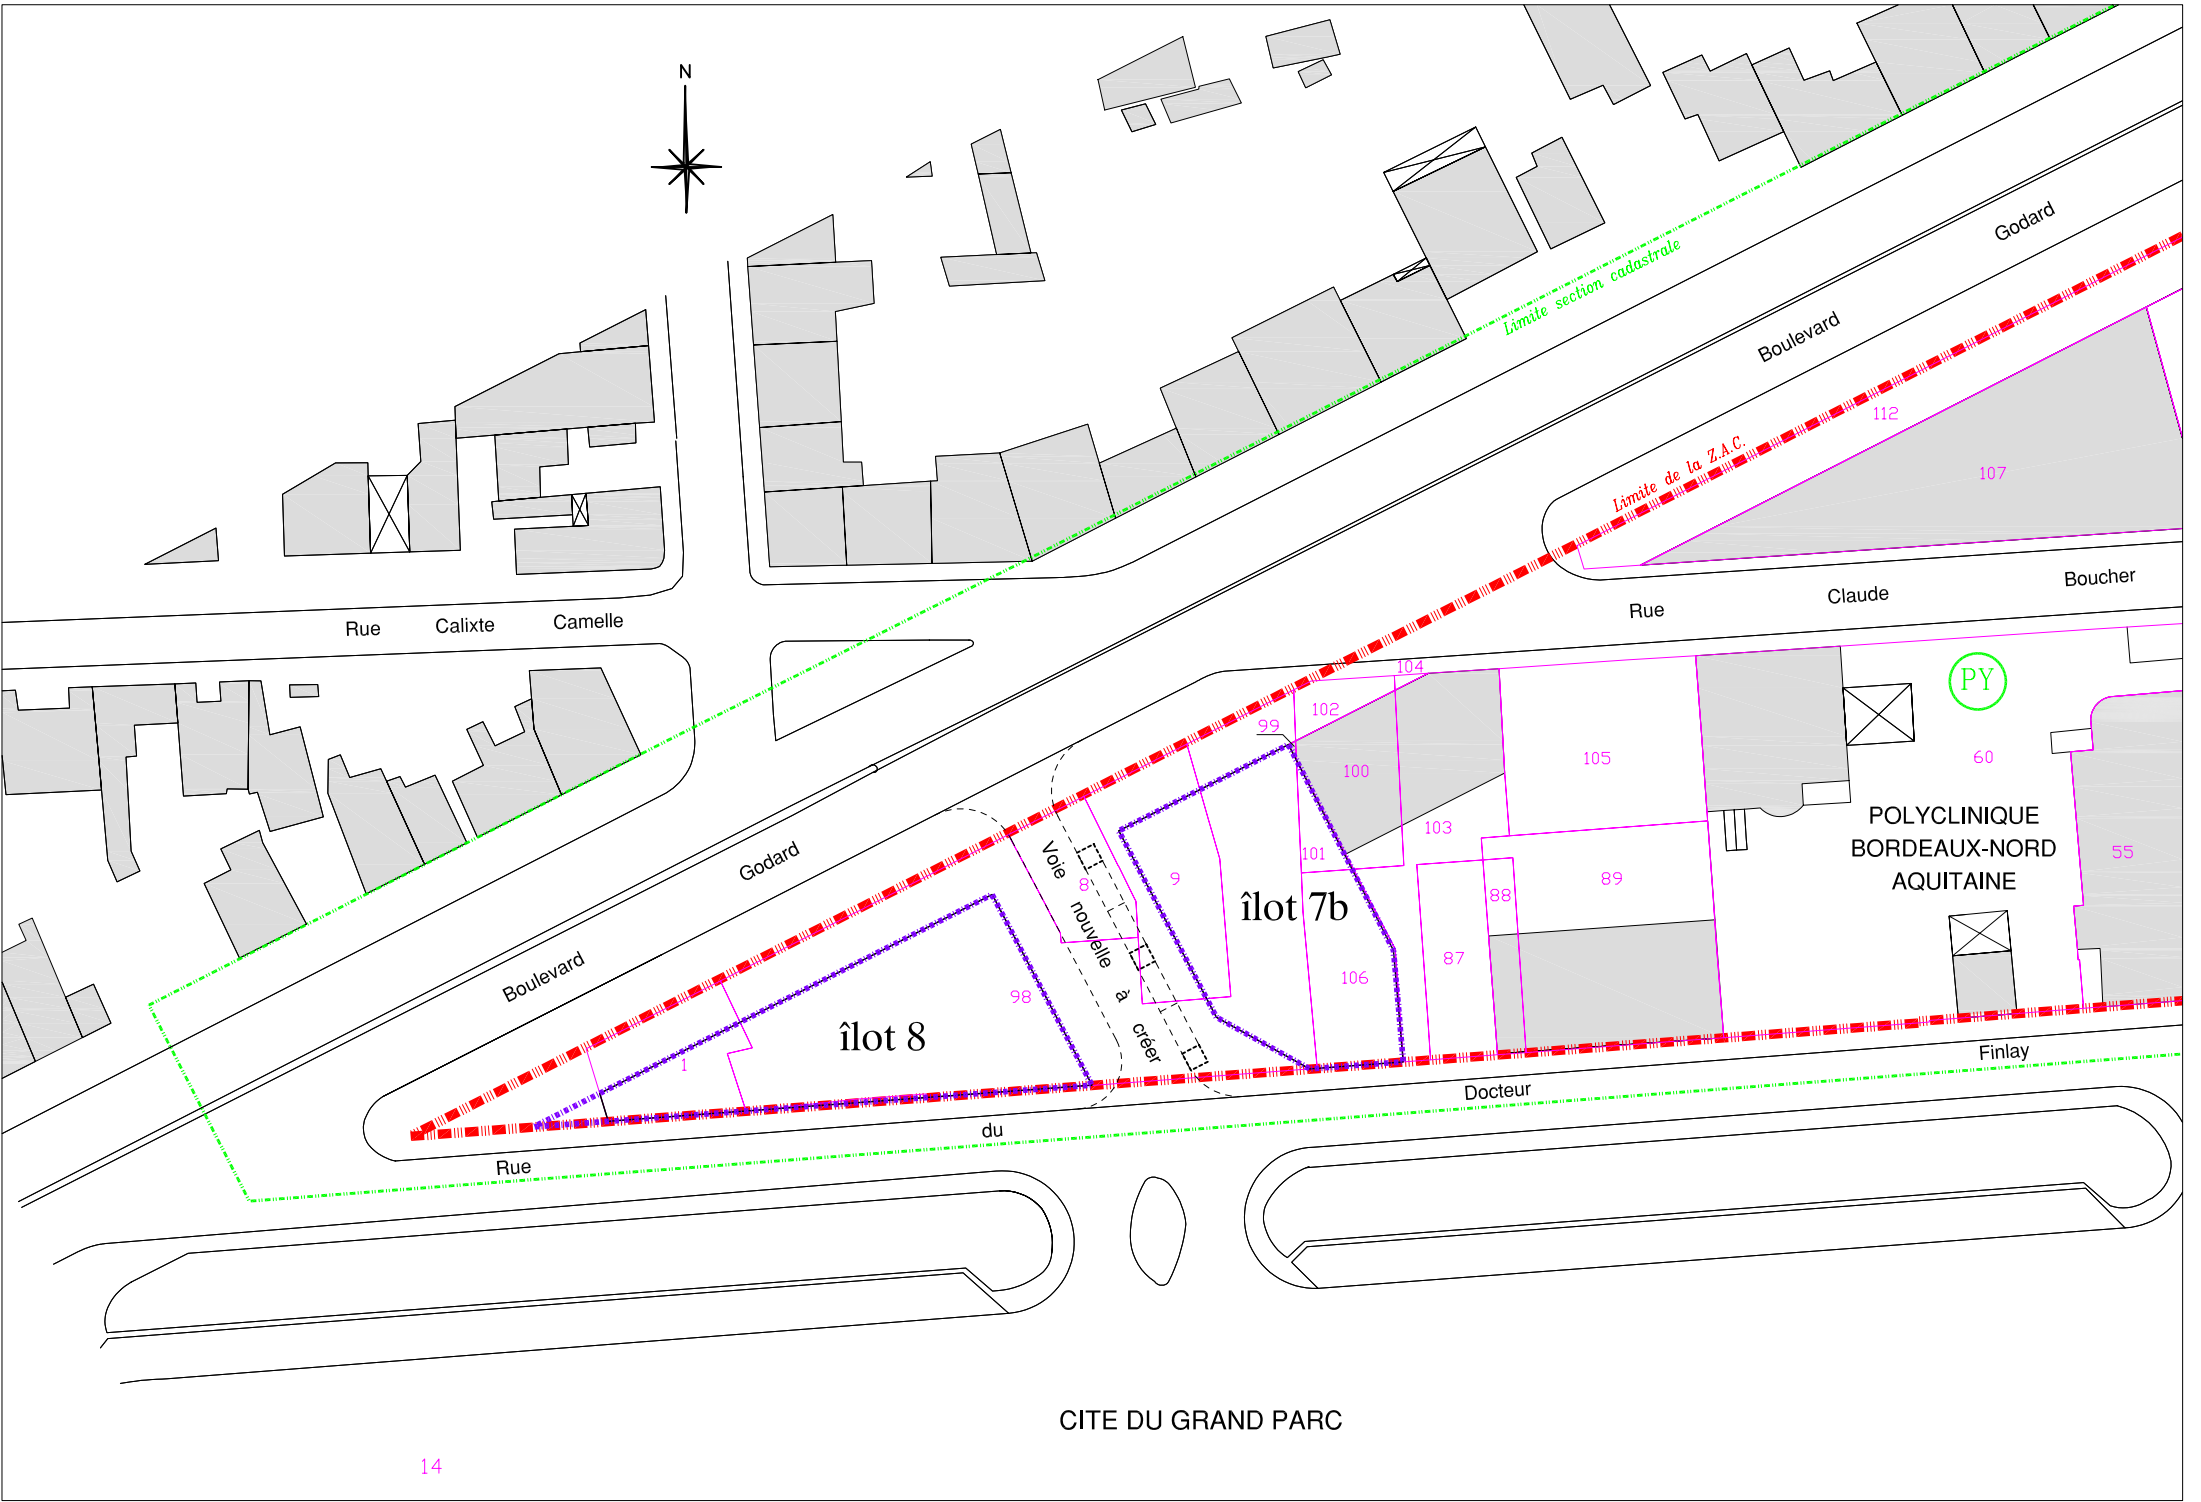 N
Godard
Limite section cadastrale
Boulevard
112
Limite de la Z.A.C.
107
Boucher
Claude
Rue
Rue Calixte Camelle
104
PY
102
99
60
105
100
POLYCLINIQUE
BORDEAUX-NORD
AQUITAINE
103
101
55
Godard
Voie nouvelle à créer
8
9
89
88
îlot 7b
87
Boulevard
106
98
îlot 8
1
Finlay
Docteur
du
Rue
CITE DU GRAND PARC
14